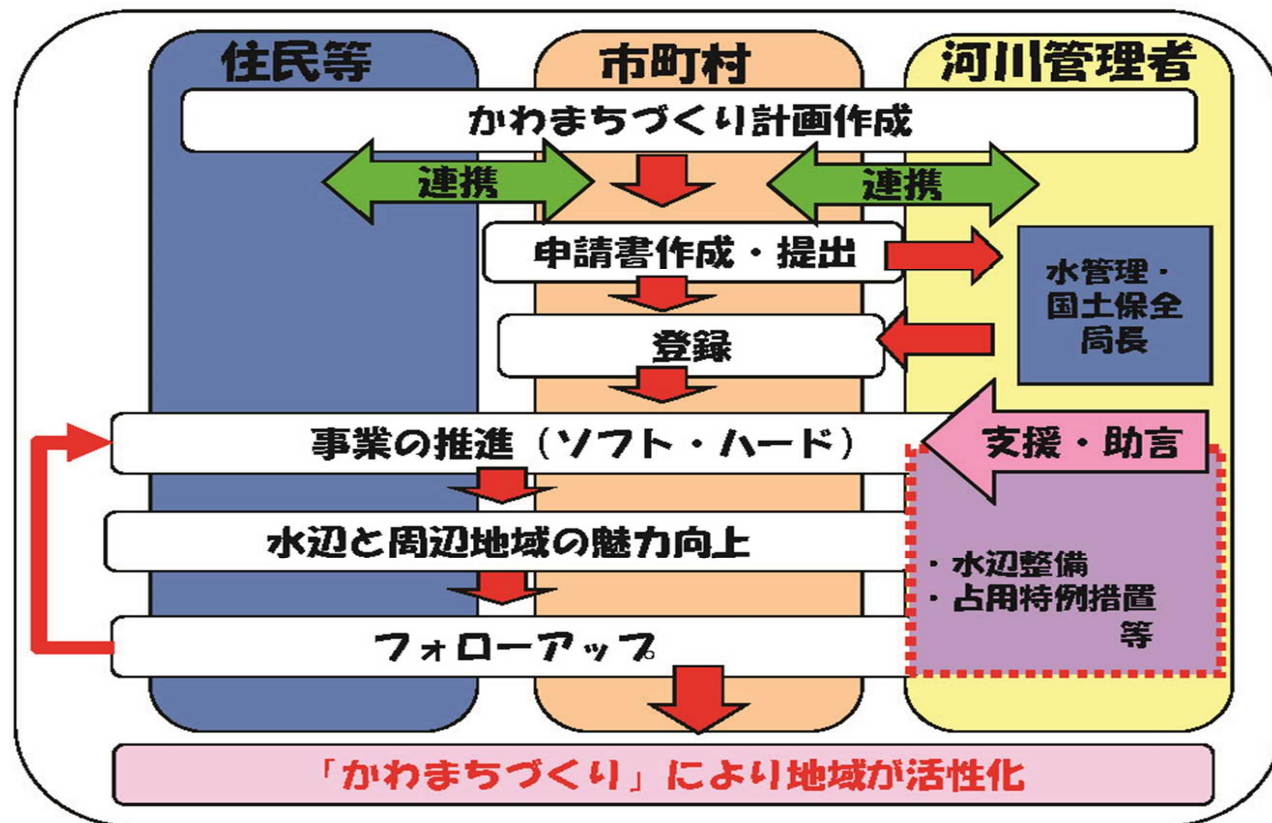 住民等
市町村
河川管理者
かわまちづくり計画作成
連携
連携
申請書作成・提出
水管理・
国土保全
局長
登録
事業の推進(ソフト・ハード)
支援・助言
水辺と周辺地域の魅力向上
・水辺整備
・占用特例措置
等
フォローアップ
「かわまちづくり」により地域が活性化